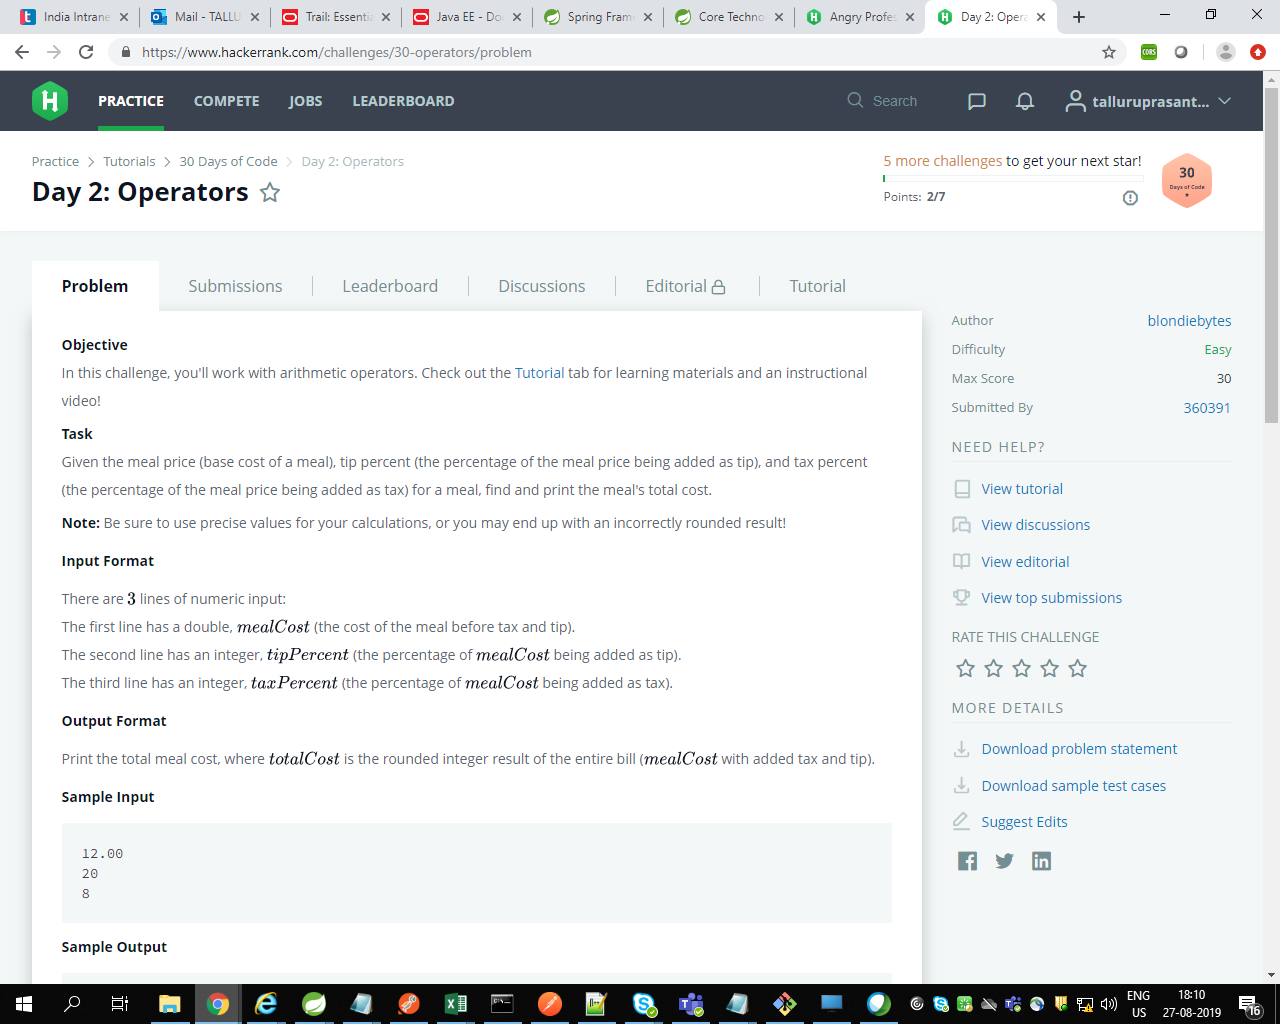 India Intrane
Mail - TALLU
Trail: Essentia
Java EE - Do
Spring Fram
Core Techno
Angry Profes
Day 2: Opera
https://www.hackerrank.com/challenges/30-operators/problem
CORS
H
PRACTICE
COMPETE
JOBS
LEADERBOARD
Search
talluruprasant...
Practice > Tutorials > 30 Days of Code > Day 2: Operators
Day 2: Operators
5 more challenges to get your next star!
Points: 2/7
30
Days of Code
Problem
Submissions
Leaderboard
Discussions
Editorial
Tutorial
Objective
In this challenge, you'll work with arithmetic operators. Check out the Tutorial tab for learning materials and an instructional
video!
Task
Given the meal price (base cost of a meal), tip percent (the percentage of the meal price being added as tip), and tax percent
(the percentage of the meal price being added as tax) for a meal, find and print the meal's total cost.
Note: Be sure to use precise values for your calculations, or you may end up with an incorrectly rounded result!
Input Format
There are 3 lines of numeric input:
The first line has a double, mealCost (the cost of the meal before tax and tip).
The second line has an integer, tipPercent (the percentage of mealCost being added as tip).
The third line has an integer, taxPercent (the percentage of mealCost being added as tax).
Output Format
Print the total meal cost, where totalCost is the rounded integer result of the entire bill (mealCost with added tax and tip).
Sample Input
12.00
20
8
Sample Output
Author blondiebytes
Difficulty Easy
Max Score 30
Submitted By 360391
NEED HELP?
View tutorial
View discussions
View editorial
View top submissions
RATE THIS CHALLENGE
MORE DETAILS
Download problem statement
Download sample test cases
Suggest Edits
ENG
US
18:10
27-08-2019
16